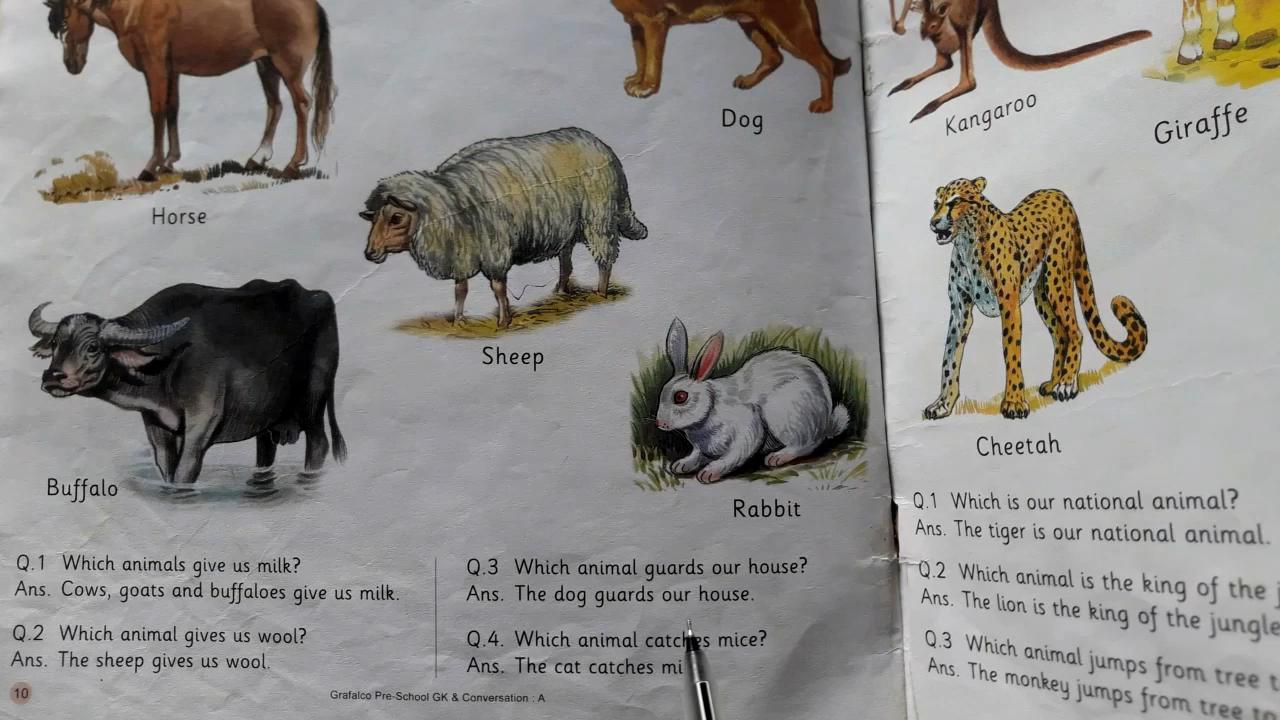 Horse
Dog
Sheep
Buffalo
Rabbit
Q.1 Which animals give us milk?
Ans. Cows, goats and buffaloes give us milk.
Q.2 Which animal gives us wool?
Ans. The sheep gives us wool.
Q.3 Which animal guards our house?
Ans. The dog guards our house.
Q.4. Which animal catches mice?
Ans. The cat catches mi
10
Grafalco Pre-School GK & Conversation : A
Kangaroo
Giraffe
Cheetah
Q.1 Which is our national animal?
Ans. The tiger is our national animal.
Q.2 Which animal is the king of the
Ans. The lion is the king of the jungle
Q.3 Which animal jumps from tree
Ans. The monkey jumps from tree